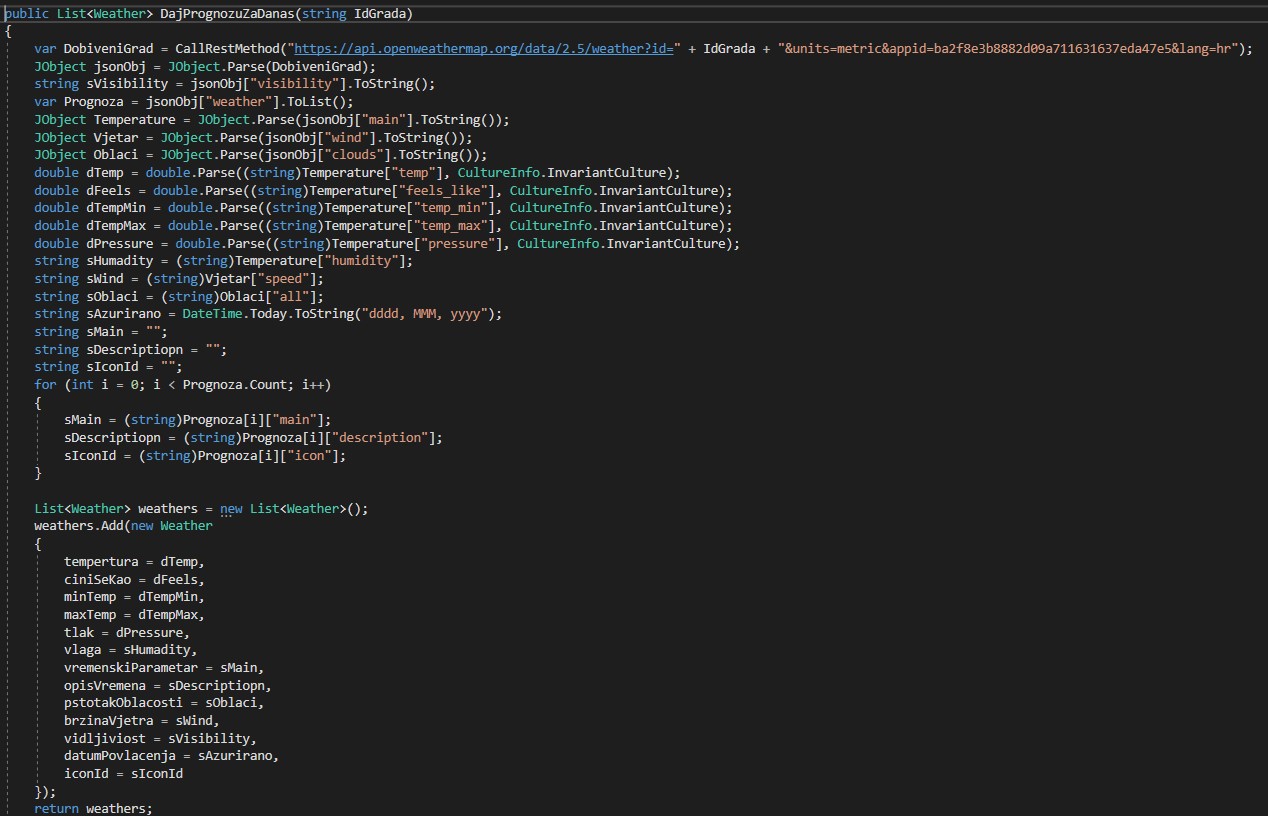 public List<Weather> DajPrognozuZaDanas(string IdGrada)
{
var DobiveniGrad = CallRestMethod("https://api.openweathermap.org/data/2.5/weather?id=" + IdGrada + "&units=metric&appid=ba2f8e3b8882d09a711631637eda47e5&lang=hr");
JObject jsonObj = JObject.Parse(DobiveniGrad);
string sVisibility = jsonObj["visibility"].ToString();
var Prognoza = jsonObj["weather"].ToList();
JObject Temperature = JObject.Parse(jsonObj["main"].ToString());
JObject Vjetar = JObject.Parse(jsonObj["wind"].ToString());
JObject Oblaci = JObject.Parse(jsonObj["clouds"].ToString());
double dTemp = double.Parse((string)Temperature["temp"], CultureInfo.InvariantCulture);
double dFeels = double.Parse((string)Temperature["feels_like"], CultureInfo.InvariantCulture);
double dTempMin = double.Parse((string)Temperature["temp_min"], CultureInfo.InvariantCulture);
double dTempMax = double.Parse((string)Temperature["temp_max"], CultureInfo.InvariantCulture);
double dPressure = double.Parse((string)Temperature["pressure"], CultureInfo.InvariantCulture);
string sHumadity = (string)Temperature["humidity"];
string sWind = (string)Vjetar["speed"];
string sOblaci = (string)Oblaci["all"];
string sAzurirano = DateTime.Today.ToString("dddd, MMM, yyyy");
string sMain = "";
string sDescriptiopn = "";
string sIconId = "";
for (int i = 0; i < Prognoza.Count; i++)
{
sMain = (string)Prognoza[i]["main"];
sDescriptiopn = (string)Prognoza[i]["description"];
sIconId = (string)Prognoza[i]["icon"];
}
List<Weather> weathers = new List<Weather>();
weathers.Add(new Weather
{
tempertura = dTemp,
ciniSeKao = dFeels,
minTemp = dTempMin,
maxTemp = dTempMax,
tlak = dPressure,
vlaga = sHumadity,
vremenskiParametar = sMain,
opisVremena = sDescriptiopn,
pstotakOblacosti = sOblaci,
brzinaVjetra = sWind,
vidljiviost = sVisibility,
datumPovlacenja = sAzurirano,
iconId = sIconId
});
return weathers;